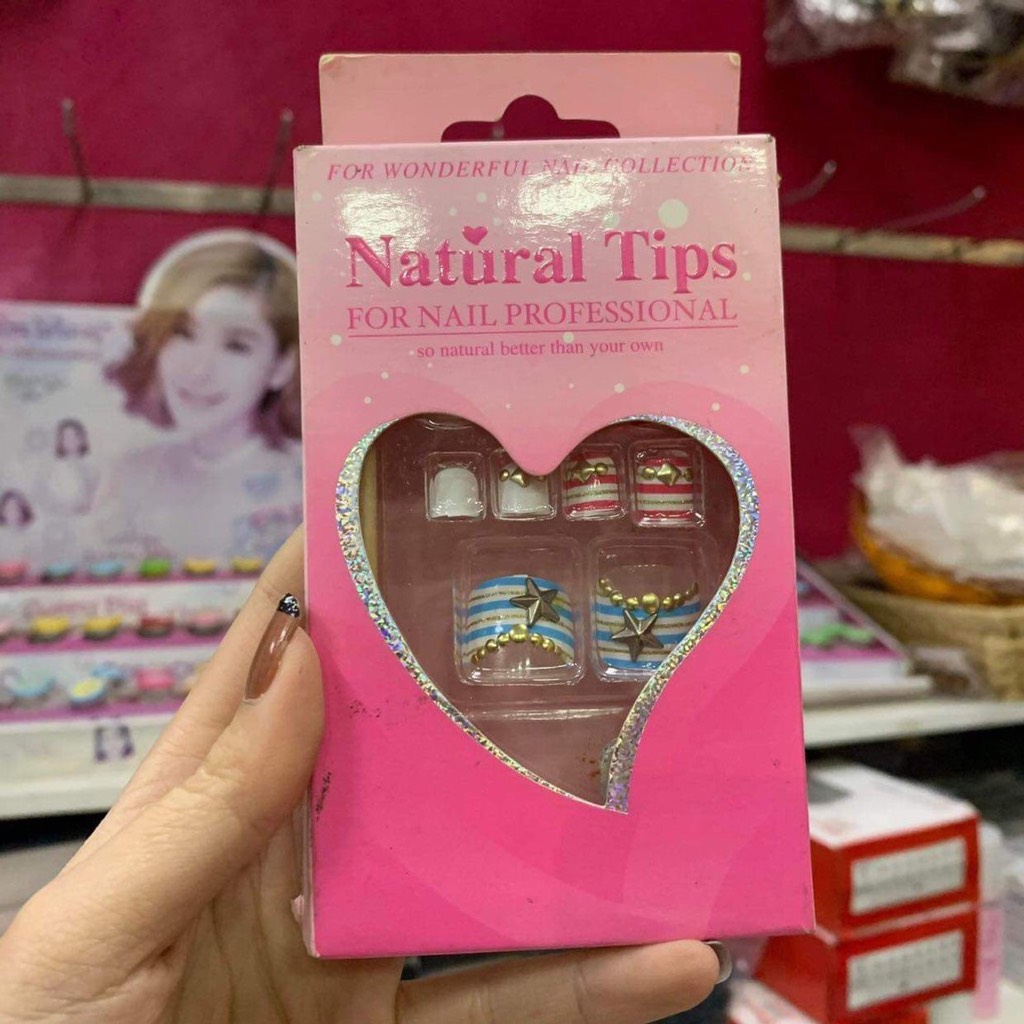 FOR WONDERFUL NAIL COLLECTION
Natural Tips
FOR NAIL PROFESSIONAL
so natural better than your own